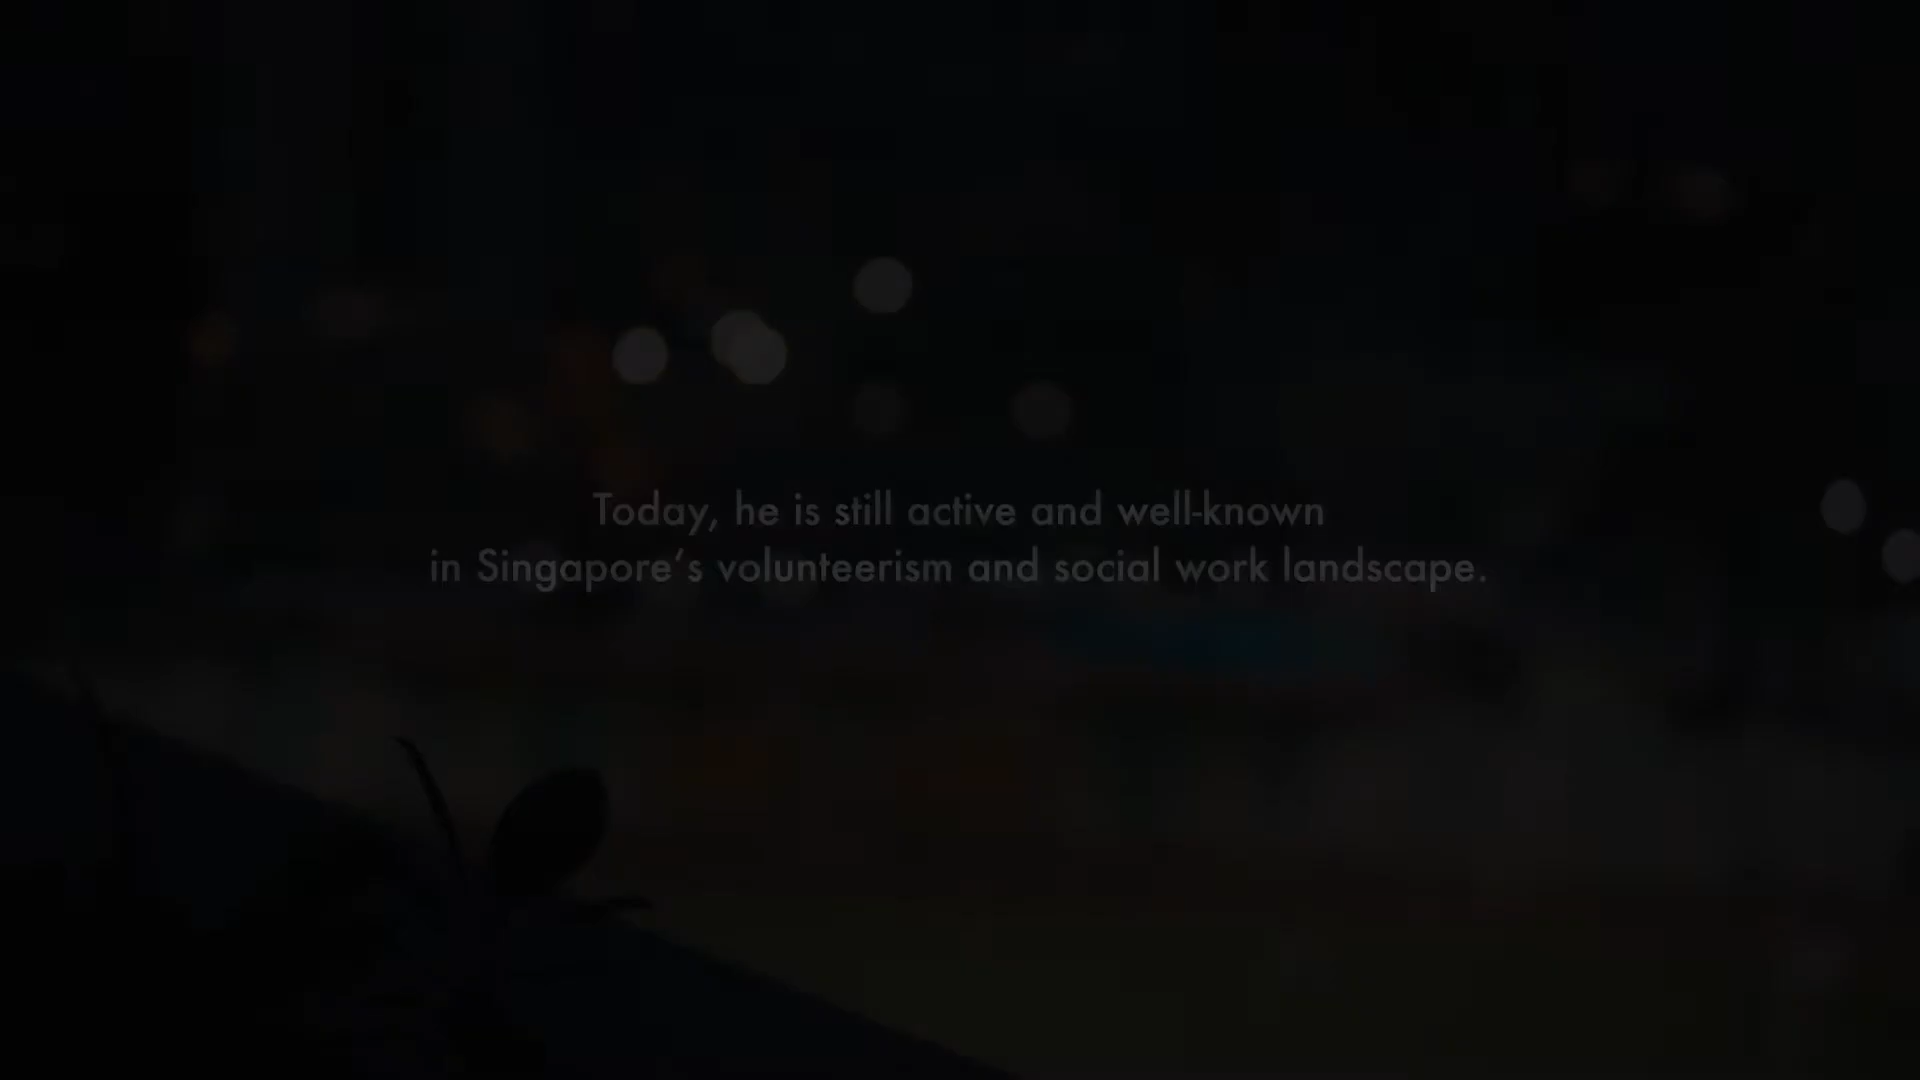 Today, he is still active and well-known
in Singapore‘s volunteerism and social work landscape.